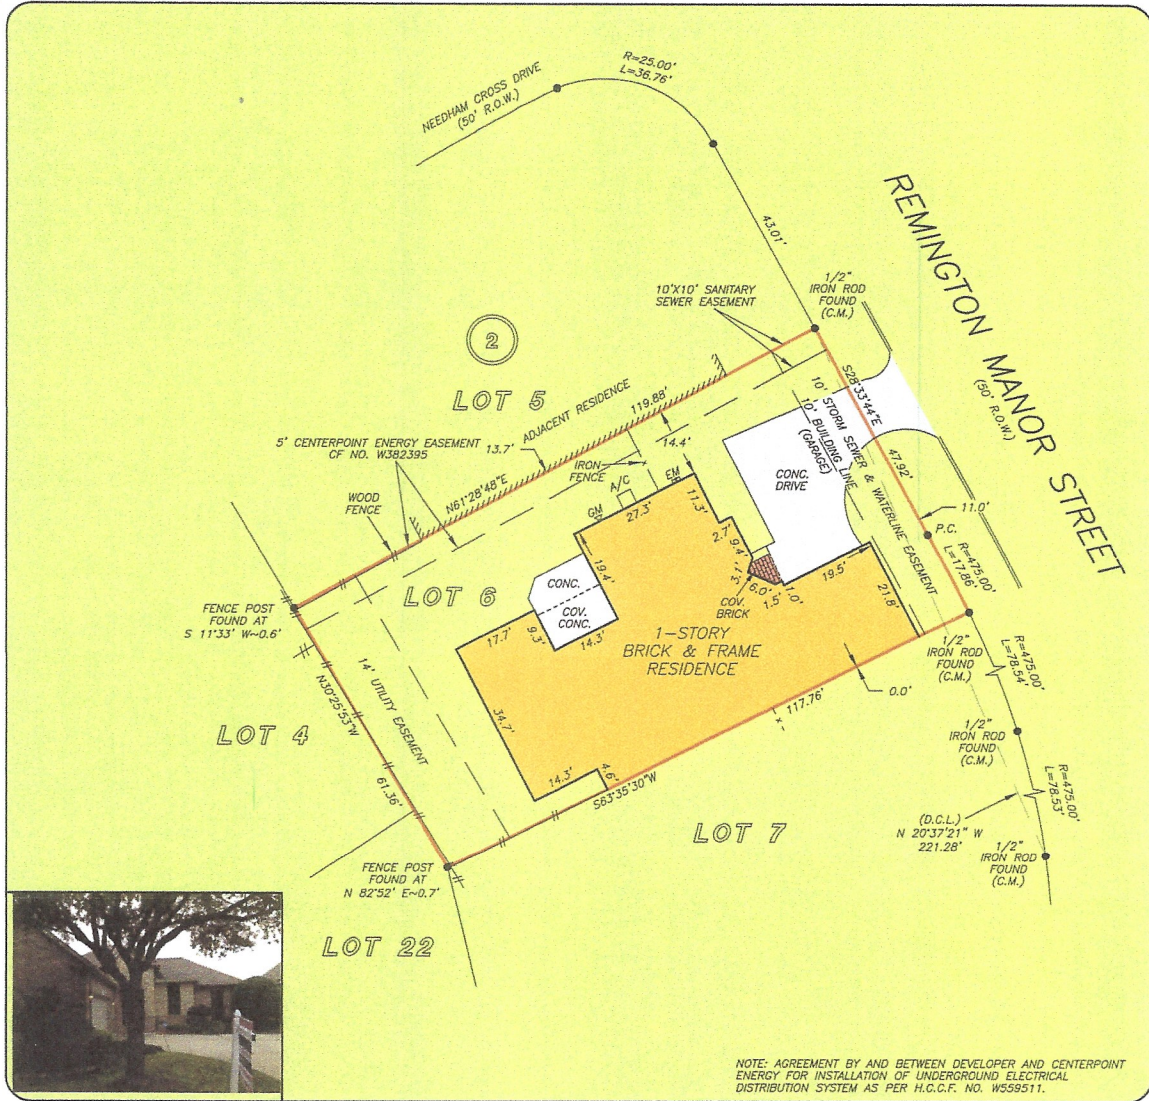 R=25.00'
L=36.76'
NEEDHAM CROSS DRIVE
(50' R.O.W.)
43.01'
REMINGTON MANOR STREET
(50' R.O.W.)
1/2"
IRON ROD
FOUND
(C.M.)
10'X10' SANITARY
SEWER EASEMENT
2
LOT 5
ADJACENT RESIDENCE
119.88'
13.7'
N61°28'48"E
5' CENTERPOINT ENERGY EASEMENT
CF NO. W382395
WOOD
FENCE
IRON
FENCE
14.4'
S28°33'44"E
47.92'
10' STORM SEWER & WATERLINE EASEMENT
10' BUILDING LINE
(GARAGE)
CONC.
DRIVE
11.0'
P.C.
R=475.00'
L=17.86'
GM
A/C
EM
27.3'
11.3'
2.7'
9.4'
3.1'
6.0'
1.5'
1.0'
19.5'
21.8'
COV.
BRICK
19.4'
CONC.
COV.
CONC.
LOT 6
17.7'
9.3'
14.3'
1-STORY
BRICK & FRAME
RESIDENCE
FENCE POST
FOUND AT
S 11°33' W~0.6'
N30°25'53"W
61.36'
14' UTILITY EASEMENT
LOT 4
34.7'
14.3'
4.6'
S63°35'30"W
117.76'
x
0.0'
1/2"
IRON ROD
FOUND
(C.M.)
R=475.00'
L=78.54'
1/2"
IRON ROD
FOUND
(C.M.)
R=475.00'
L=78.53'
(D.C.L.)
N 20°37'21" W
221.28'
1/2"
IRON ROD
FOUND
(C.M.)
LOT 7
FENCE POST
FOUND AT
N 82°52' E~0.7'
LOT 22
NOTE: AGREEMENT BY AND BETWEEN DEVELOPER AND CENTERPOINT
ENERGY FOR INSTALLATION OF UNDERGROUND ELECTRICAL
DISTRIBUTION SYSTEM AS PER H.C.C.F. NO. W559511.